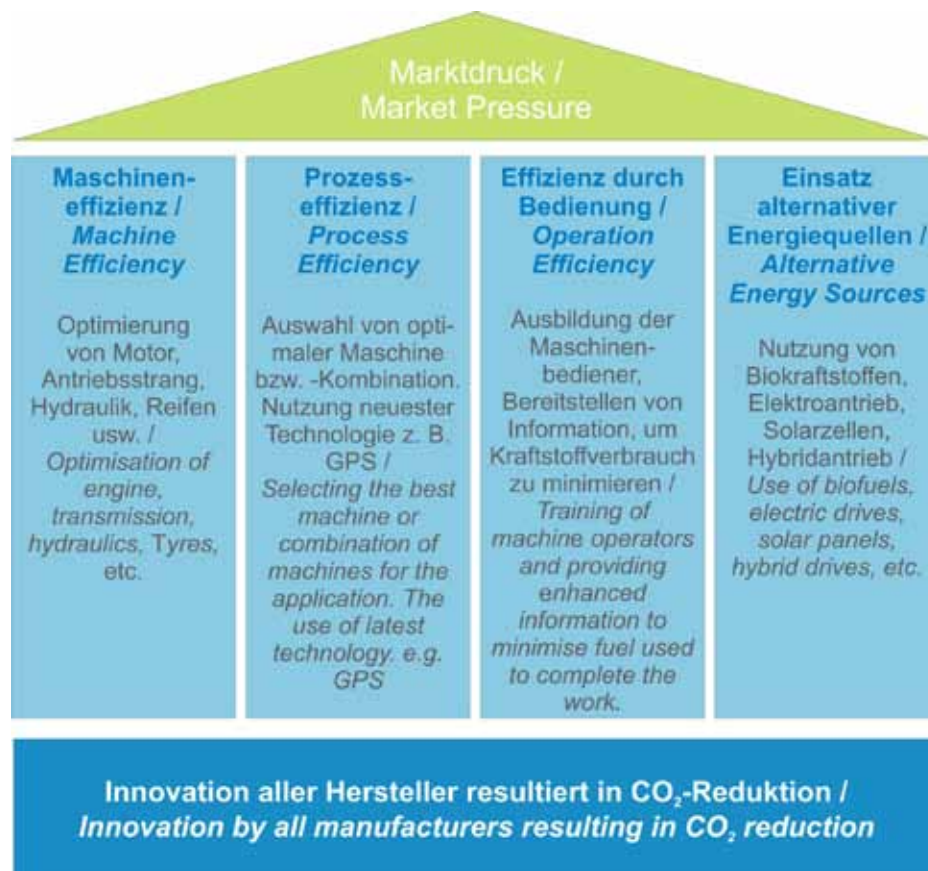 Marktdruck /
Market Pressure
Maschinen-
effizienz /
Machine
Efficiency
Optimierung
von Motor,
Antriebsstrang,
Hydraulik, Reifen
usw. /
Optimisation of
engine,
transmission,
hydraulics, Tyres,
etc.
Prozess-
effizienz /
Process
Efficiency
Auswahl von opti-
maler Maschine
bzw. -Kombination.
Nutzung neuester
Technologie z. B.
GPS /
Selecting the best
machine or
combination of
machines for the
application. The
use of latest
technology. e.g.
GPS
Effizienz durch
Bedienung /
Operation
Efficiency
Ausbildung der
Maschinen-
bediener,
Bereitstellen von
Information, um
Kraftstoffverbrauch
zu minimieren /
Training of
machine operators
and providing
enhanced
information to
minimise fuel used
to complete the
work.
Einsatz
alternativer
Energiequellen /
Alternative
Energy Sources
Nutzung von
Biokraftstoffen,
Elektroantrieb,
Solarzellen,
Hybridantrieb /
Use of biofuels,
electric drives,
solar panels,
hybrid drives, etc.
Innovation aller Hersteller resultiert in CO₂-Reduktion /
Innovation by all manufacturers resulting in CO₂ reduction